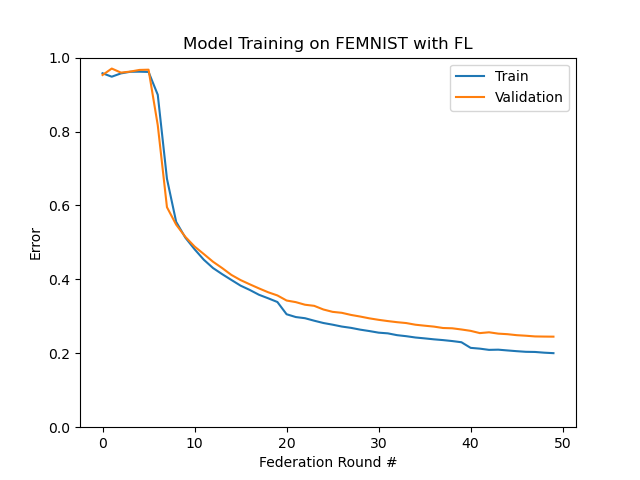 Model Training on FEMNIST with FL
Train
Validation
1.0
0.8
0.6
0.4
0.2
0.0
Error
0 10 20 30 40 50
Federation Round #